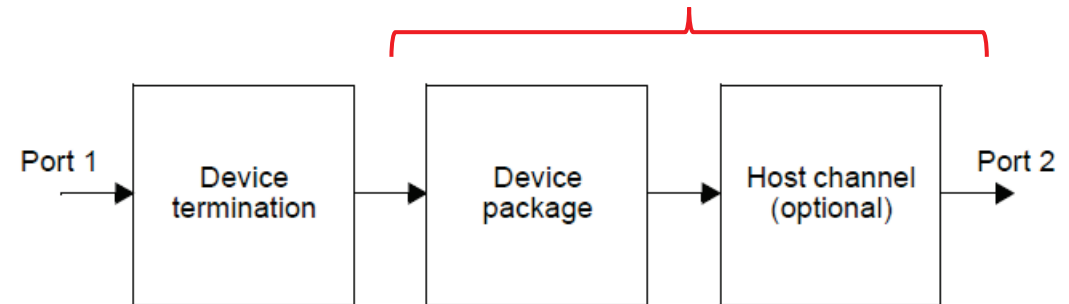 Port 1
Device
termination
Device
package
Host channel
(optional)
Port 2